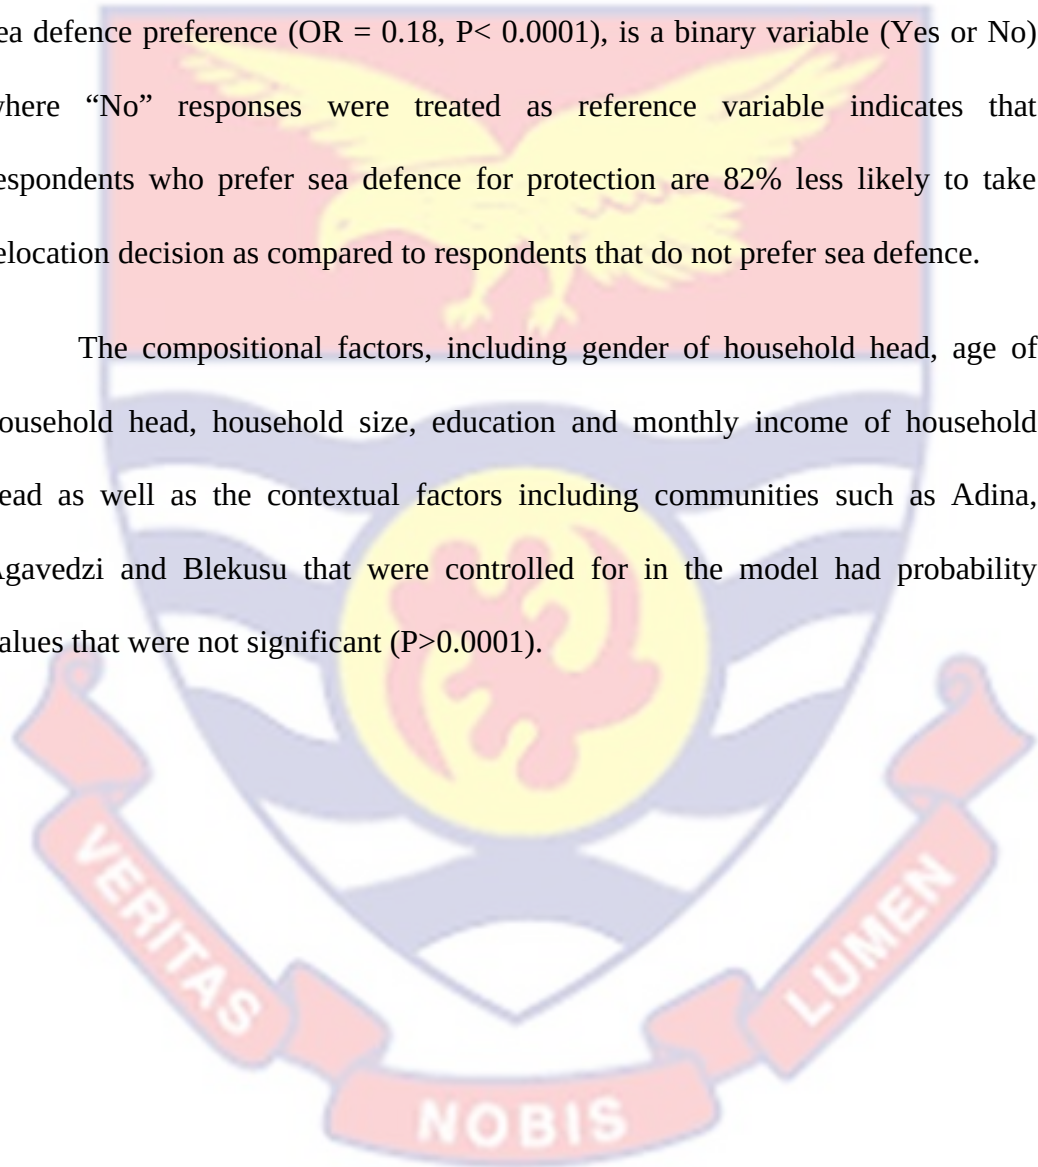 ea defence preference (OR = 0.18, P< 0.0001), is a binary variable (Yes or No)
where “No” responses were treated as reference variable indicates that
espondents who prefer sea defence for protection are 82% less likely to take
elocation decision as compared to respondents that do not prefer sea defence.
The compositional factors, including gender of household head, age of
ousehold head, household size, education and monthly income of household
ead as well as the contextual factors including communities such as Adina,
Agavedzi and Blekusu that were controlled for in the model had probability
alues that were not significant (P>0.0001).
VERITAS
NOBIS
LUMEN